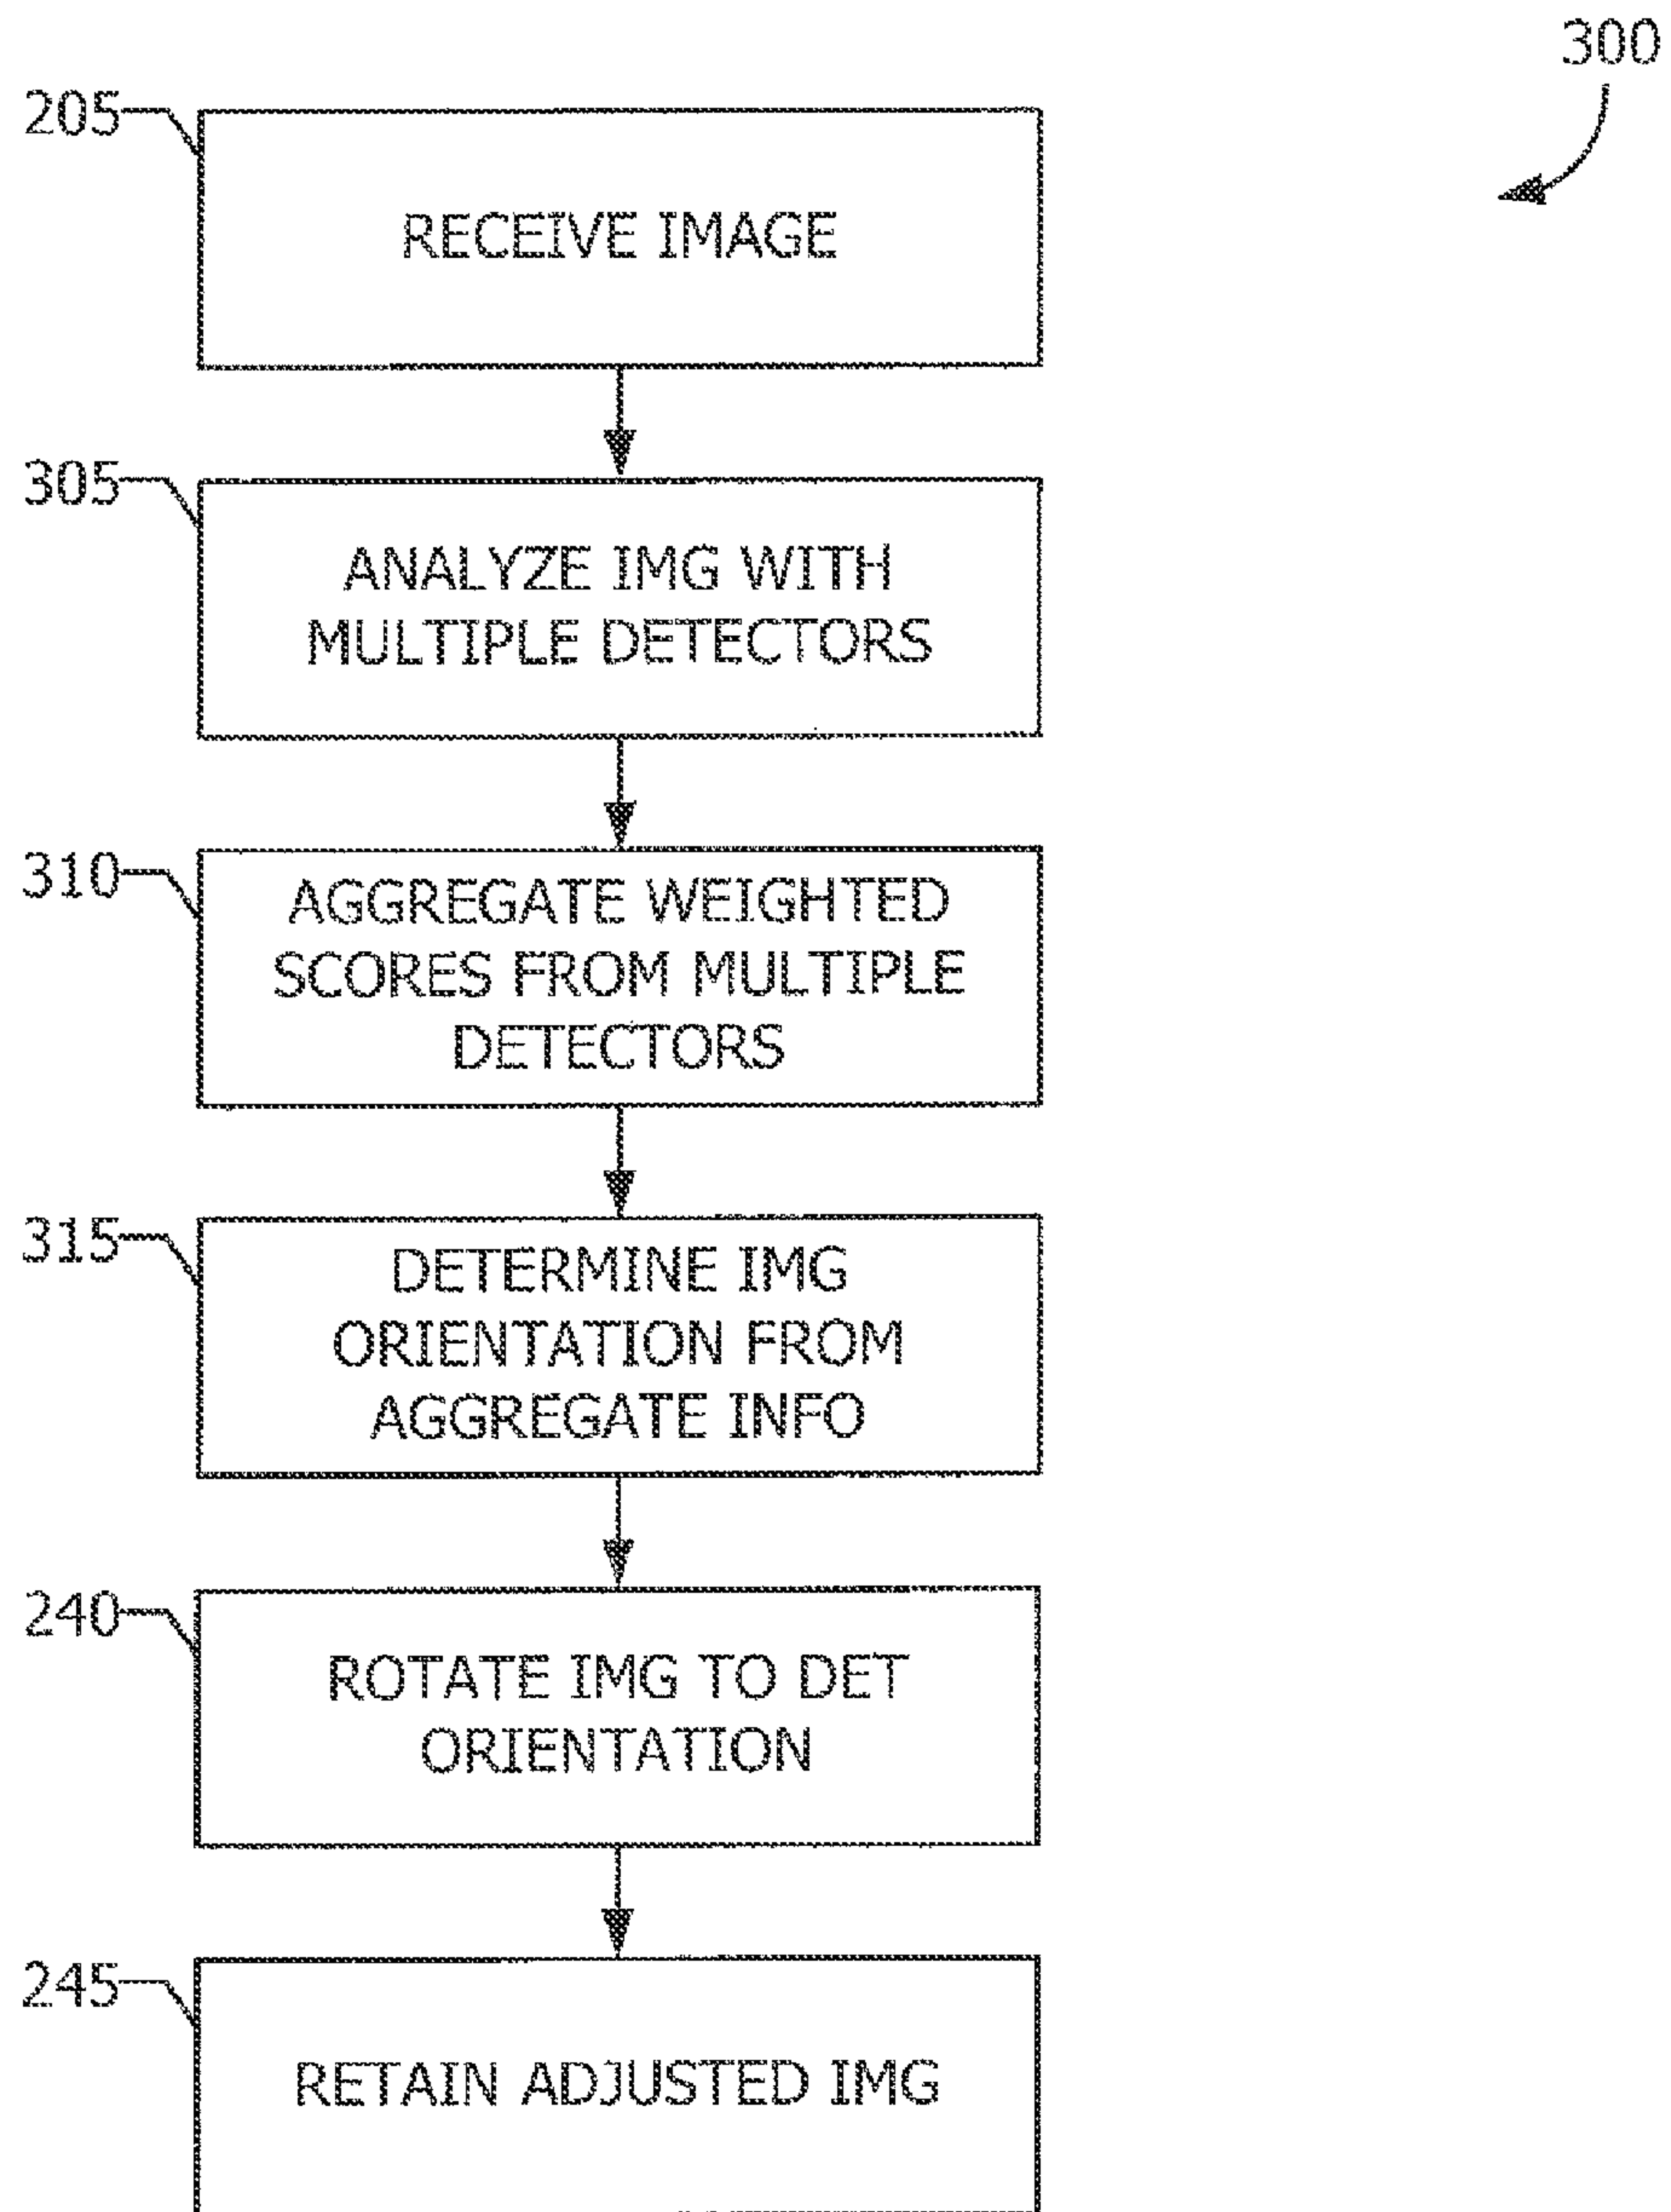 300
205
RECEIVE IMAGE
305
ANALYZE IMG WITH
MULTIPLE DETECTORS
310
AGGREGATE WEIGHTED
SCORES FROM MULTIPLE
DETECTORS
315
DETERMINE IMG
ORIENTATION FROM
AGGREGATE INFO
240
ROTATE IMG TO DET
ORIENTATION
245
RETAIN ADJUSTED IMG